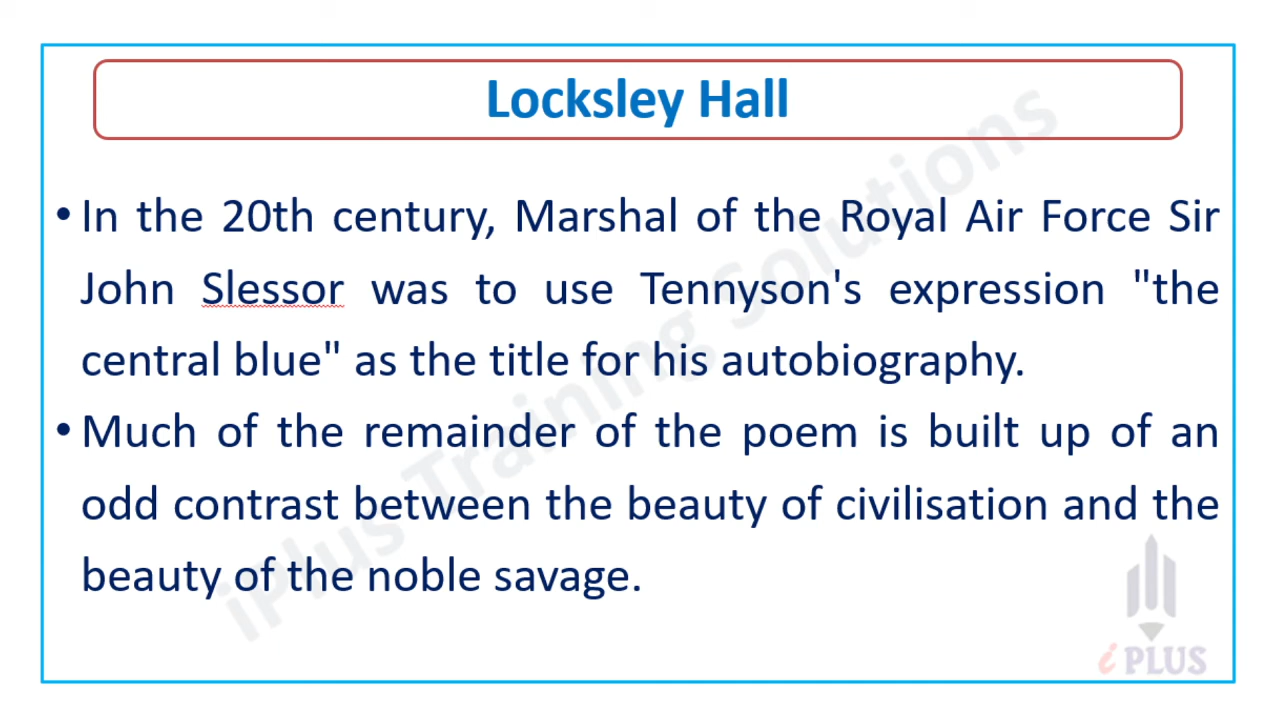 Locksley Hall
• In the 20th century, Marshal of the Royal Air Force Sir
John Slessor was to use Tennyson's expression "the
central blue" as the title for his autobiography.
• Much of the remainder of the poem is built up of an
odd contrast between the beauty of civilisation and the
beauty of the noble savage.
iPlus Training Solutions
i PLUS